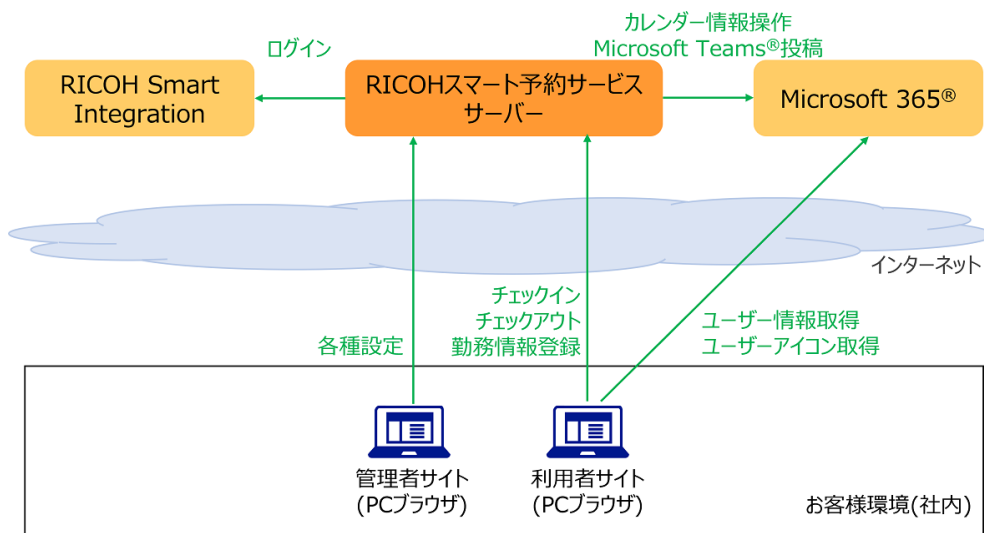 ログイン
カレンダー情報操作
Microsoft Teams®投稿
RICOH Smart
Integration
RICOHスマート予約サービス
サーバー
Microsoft 365®
インターネット
各種設定
チェックイン
チェックアウト
勤務情報登録
ユーザー情報取得
ユーザーアイコン取得
管理者サイト
(PCブラウザ)
利用者サイト
(PCブラウザ)
お客様環境(社内)